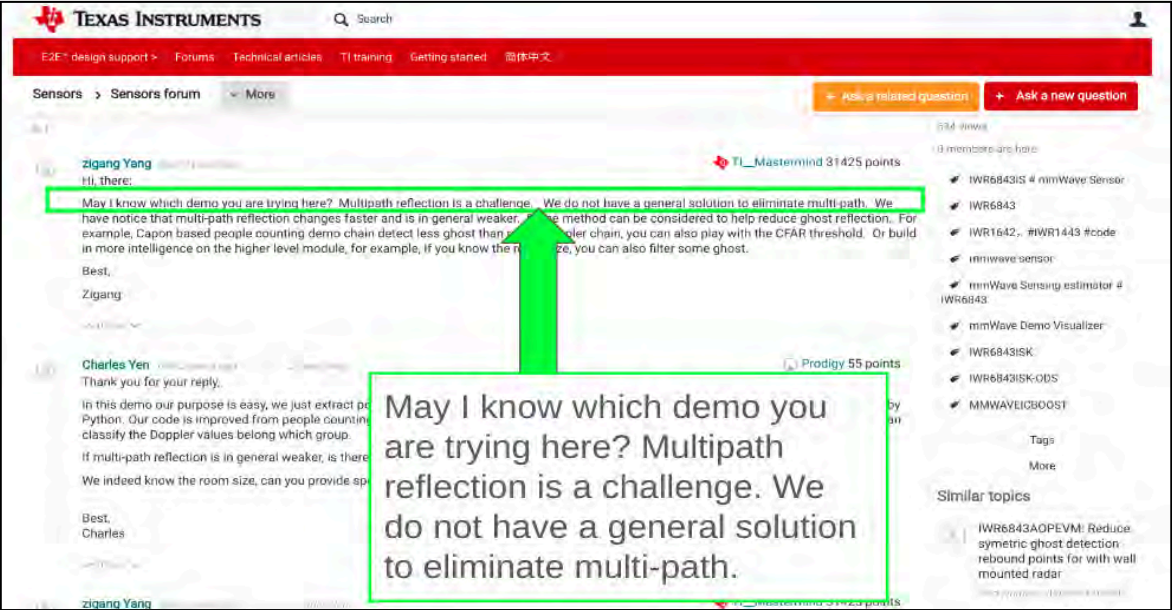 TEXAS INSTRUMENTS
Search
E2E™ design support > Forums Technical articles TI training Getting started 简体中文
Sensors > Sensors forum More
+ Ask a related question
+ Ask a new question
zigang Yang
TI__Mastermind 31425 points
Hi, there:
May I know which demo you are trying here? Multipath reflection is a challenge. We do not have a general solution to eliminate multi-path. We
have notice that multi-path reflection changes faster and is in general weaker. method can be considered to help reduce ghost reflection. For
example, Capon based people counting demo chain detect less ghost than chain, you can also play with the CFAR threshold. Or build
in more intelligence on the higher level module, for example, if you know the you can also filter some ghost.
Best,
Zigang
Charles Yen
Prodigy 55 points
Thank you for your reply,
In this demo our purpose is easy, we just extract by
Python. Our code is improved from people counting an
classify the Doppler values belong which group.
If multi-path reflection is in general weaker, is there
We indeed know the room size, can you provide
Best,
Charles
zigang Yang
TI__Mastermind 31425 points
May I know which demo you
are trying here? Multipath
reflection is a challenge. We
do not have a general solution
to eliminate multi-path.
534 views
members are here
IWR6843IS # mmWave Sensor
IWR6843
IWR1642, #IWR1443 #code
mmwave sensor
mmWave Sensing estimator #
IWR6843
mmWave Demo Visualizer
IWR6843ISK
IWR6843ISK-ODS
MMWAVEICBOOST
Tags
More
Similar topics
IWR6843AOPEVM: Reduce
symetric ghost detection
rebound points for with wall
mounted radar